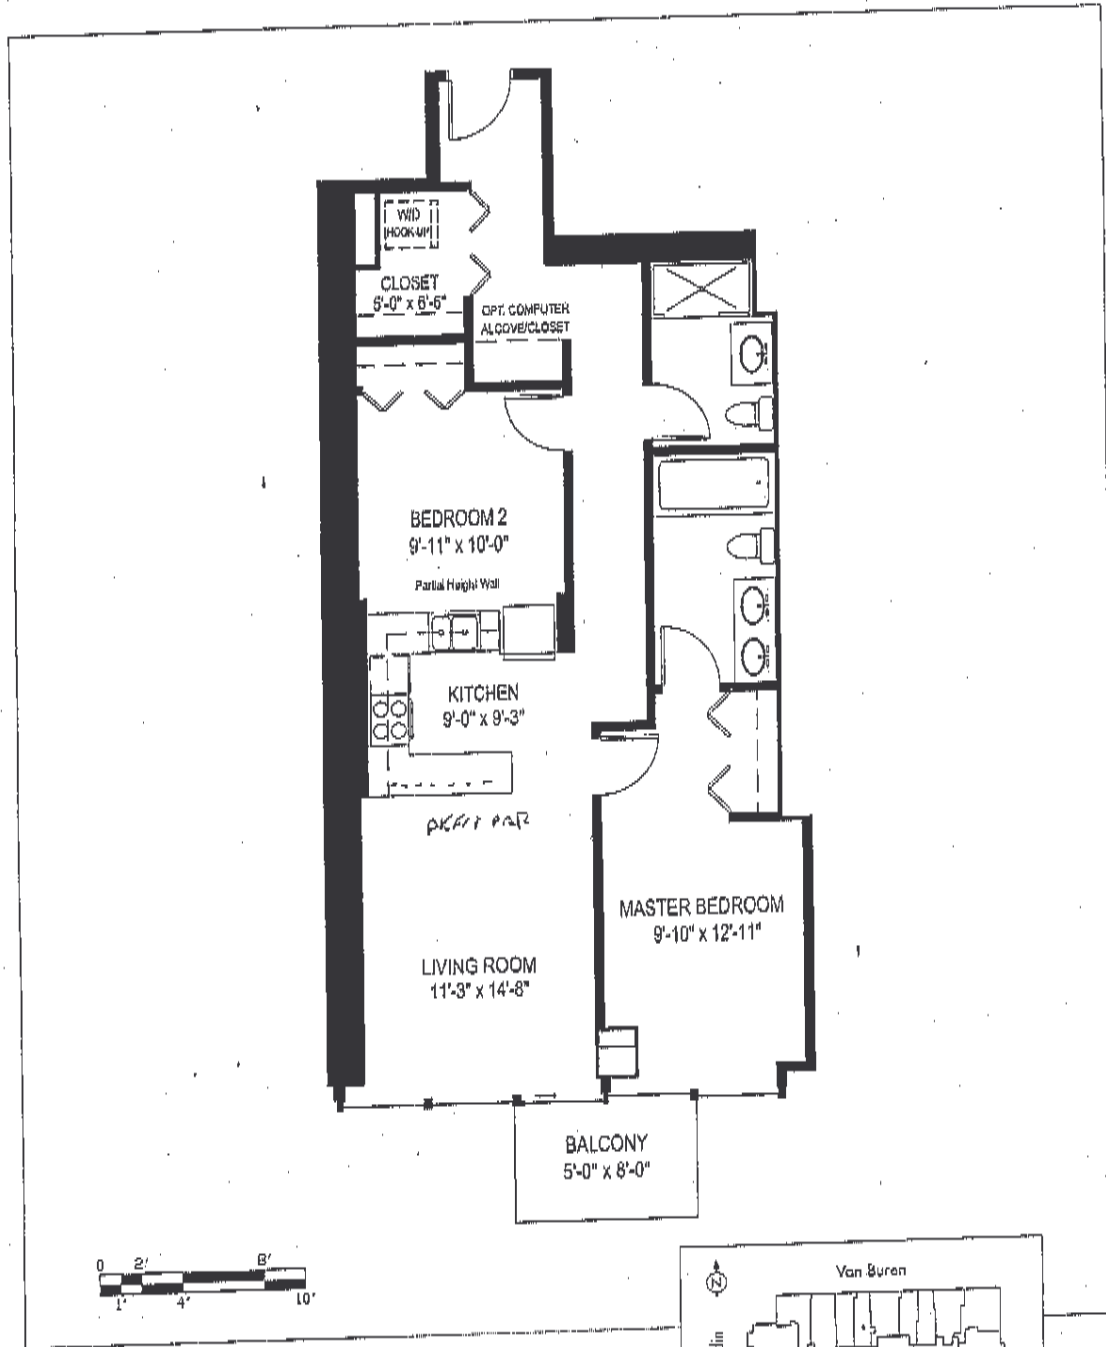 W/D
HOOK-UP
CLOSET
6'-0" x 6'-6"
OPT. COMPUTER
ALCOVE/CLOSET
BEDROOM 2
9'-11" x 10'-0"
Partial Height Wall
KITCHEN
9'-0" x 9'-3"
MASTER BEDROOM
9'-10" x 12'-11"
LIVING ROOM
11'-3" x 14'-8"
BALCONY
5'-0" x 8'-0"
0 2' 8'
1' 4' 10'
N
Van Buren